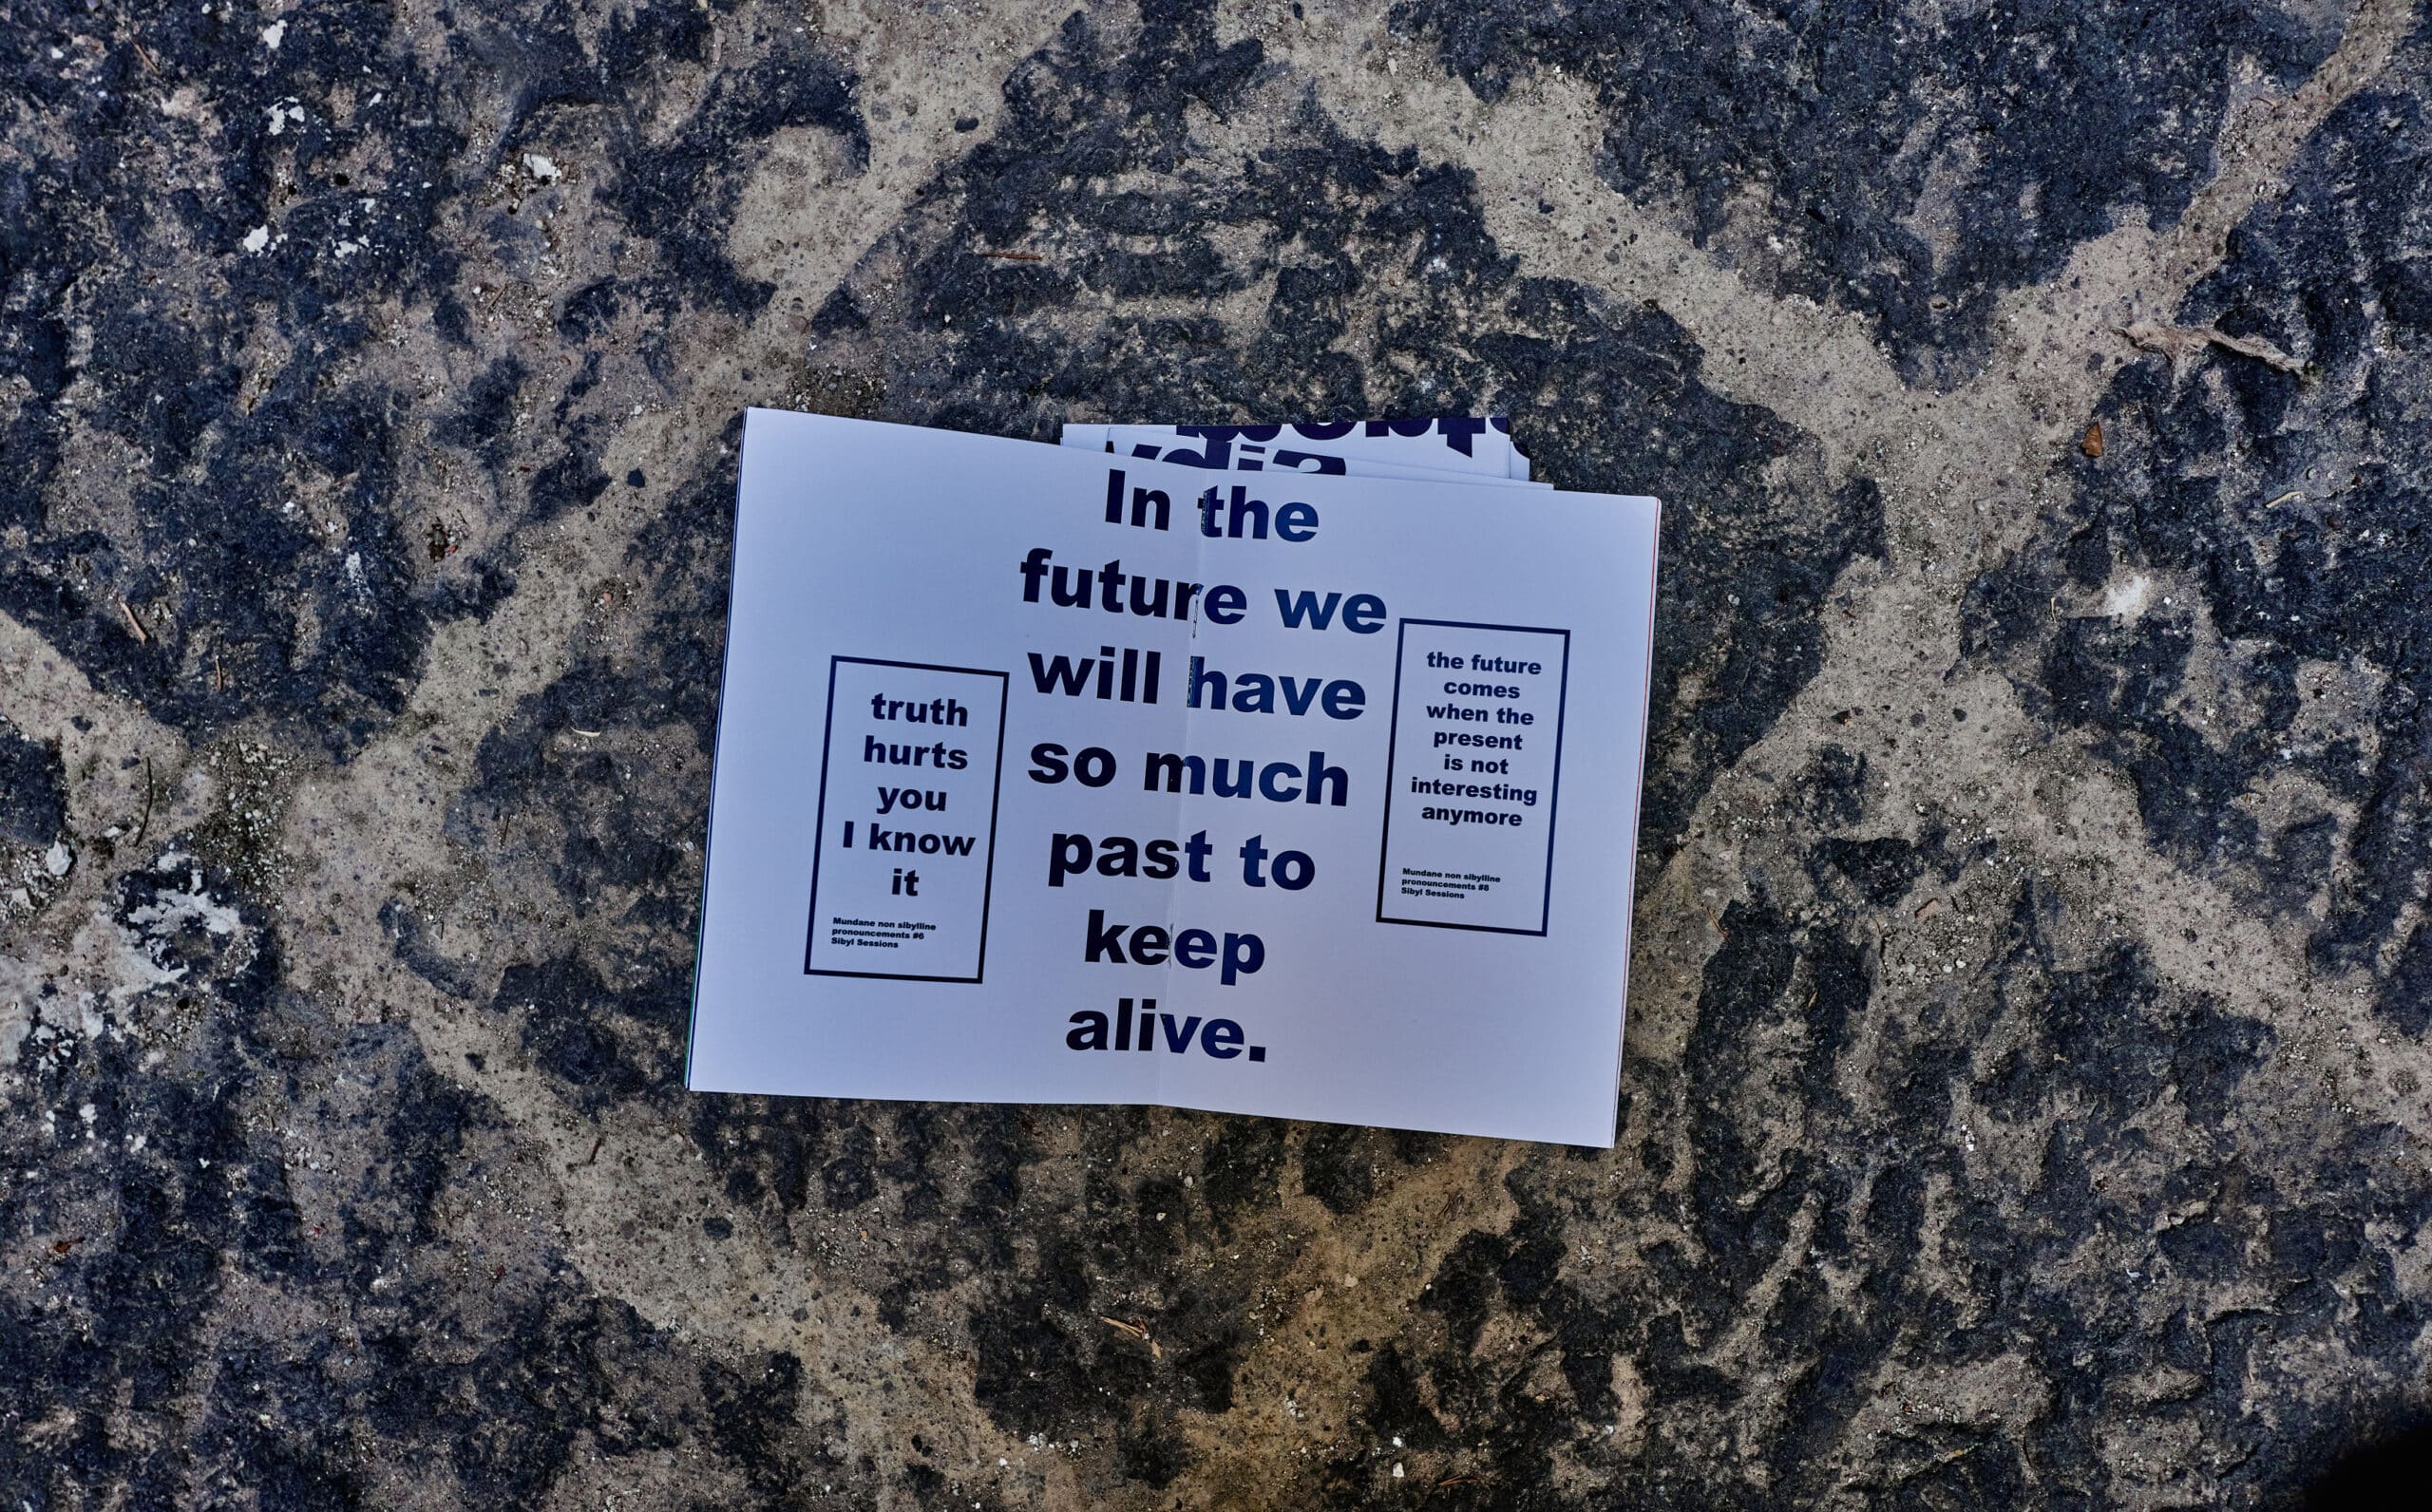 In the
future we
will have
so much
past to
keep
alive.
truth
hurts
you
I know
it
Mundane non sibylline
pronouncements #6
Sibyl Sessions
the future
comes
when the
present
is not
interesting
anymore
Mundane non sibylline
pronouncements #8
Sibyl Sessions